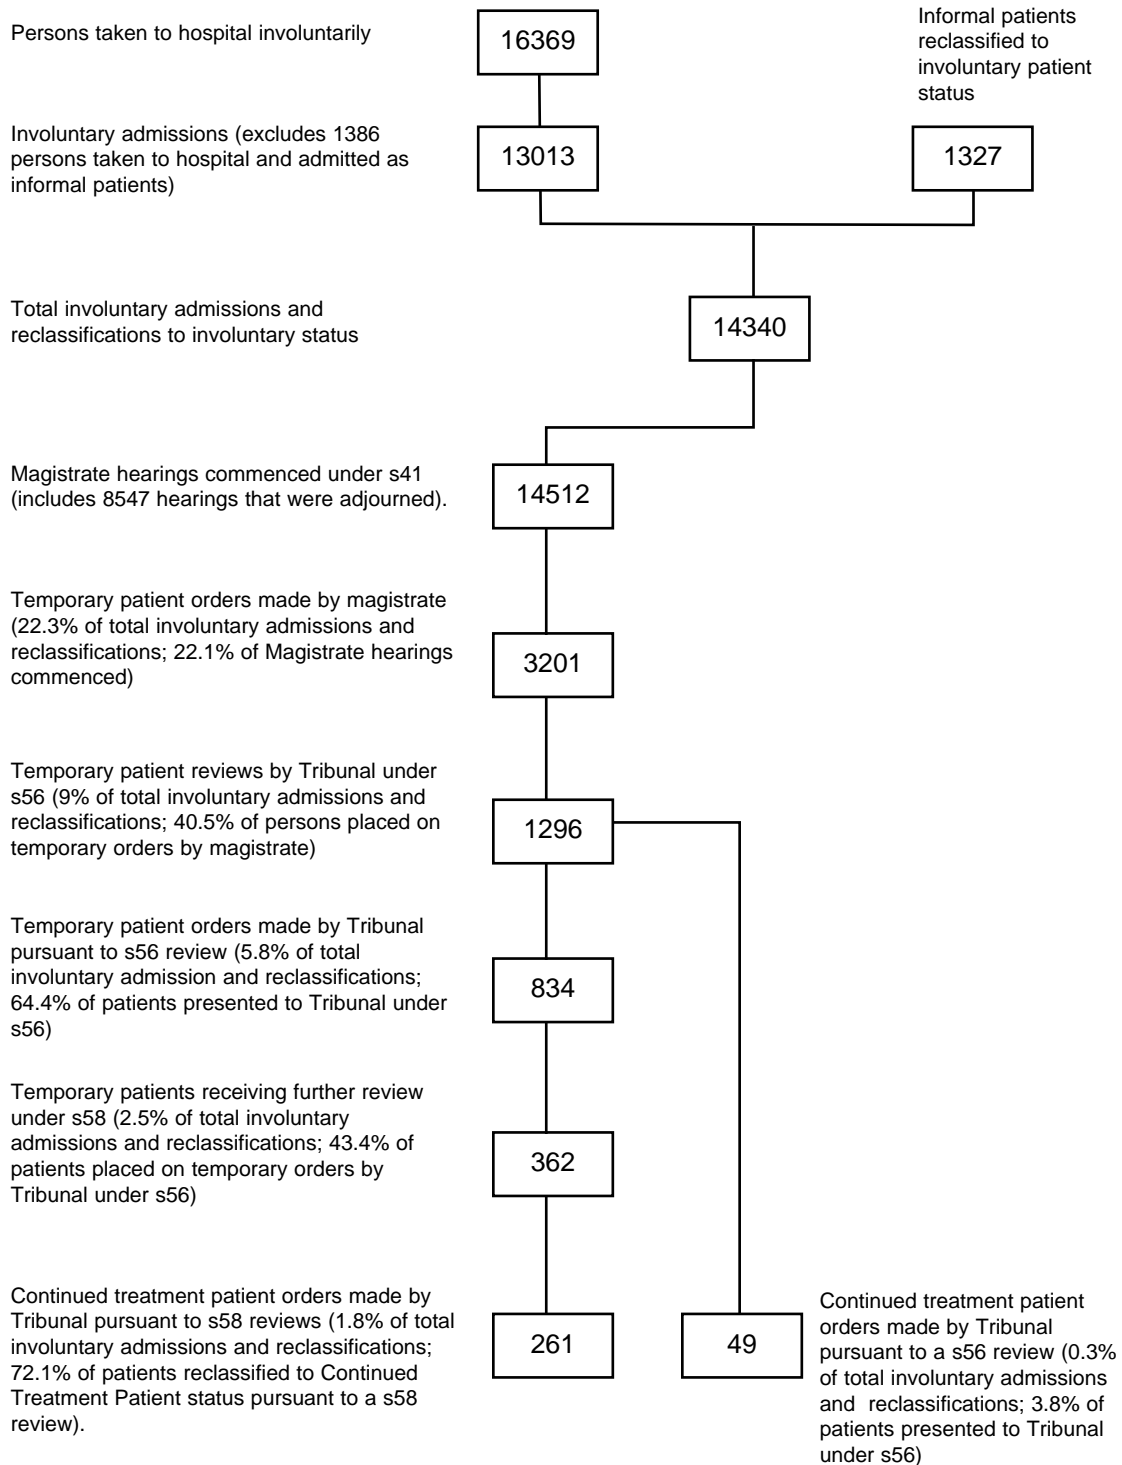 Persons taken to hospital involuntarily
16369
Informal patients
reclassified to
involuntary patient
status
Involuntary admissions (excludes 1386
persons taken to hospital and admitted as
informal patients)
13013
1327
Total involuntary admissions and
reclassifications to involuntary status
14340
Magistrate hearings commenced under s41
(includes 8547 hearings that were adjourned).
14512
Temporary patient orders made by magistrate
(22.3% of total involuntary admissions and
reclassifications; 22.1% of Magistrate hearings
commenced)
3201
Temporary patient reviews by Tribunal under
s56 (9% of total involuntary admissions and
reclassifications; 40.5% of persons placed on
temporary orders by magistrate)
1296
Temporary patient orders made by Tribunal
pursuant to s56 review (5.8% of total
involuntary admission and reclassifications;
64.4% of patients presented to Tribunal under
s56)
834
Temporary patients receiving further review
under s58 (2.5% of total involuntary
admissions and reclassifications; 43.4% of
patients placed on temporary orders by
Tribunal under s56)
362
Continued treatment patient orders made by
Tribunal pursuant to s58 reviews (1.8% of total
involuntary admissions and reclassifications;
72.1% of patients reclassified to Continued
Treatment Patient status pursuant to a s58
review).
261
49
Continued treatment patient
orders made by Tribunal
pursuant to a s56 review (0.3%
of total involuntary admissions
and  reclassifications; 3.8% of
patients presented to Tribunal
under s56)